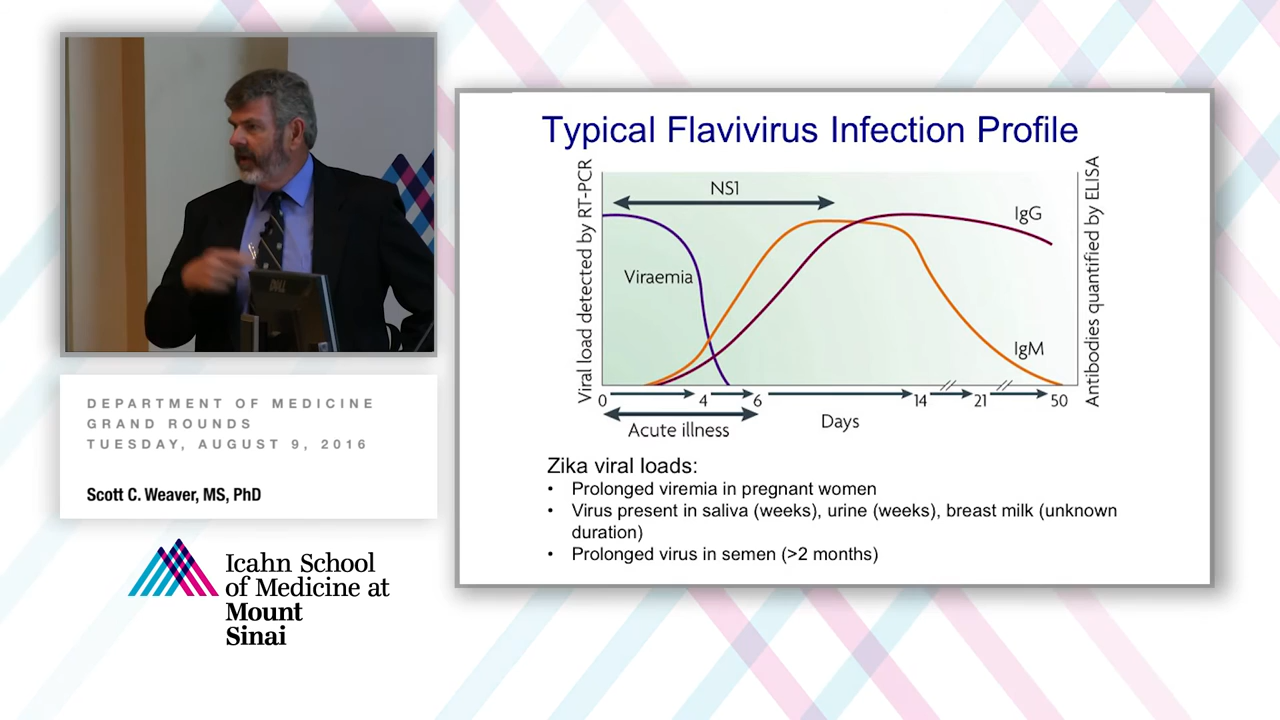 Typical Flavivirus Infection Profile
Viral load detected by RT-PCR
Antibodies quantified by ELISA
NS1
IgG
Viraemia
IgM
0 4 6 14 21 50
Acute illness
Days
Zika viral loads:
• Prolonged viremia in pregnant women
• Virus present in saliva (weeks), urine (weeks), breast milk (unknown
duration)
• Prolonged virus in semen (>2 months)
DELL
DEPARTMENT OF MEDICINE
GRAND ROUNDS
TUESDAY, AUGUST 9, 2016
Scott C. Weaver, MS, PhD
Icahn School
of Medicine at
Mount
Sinai